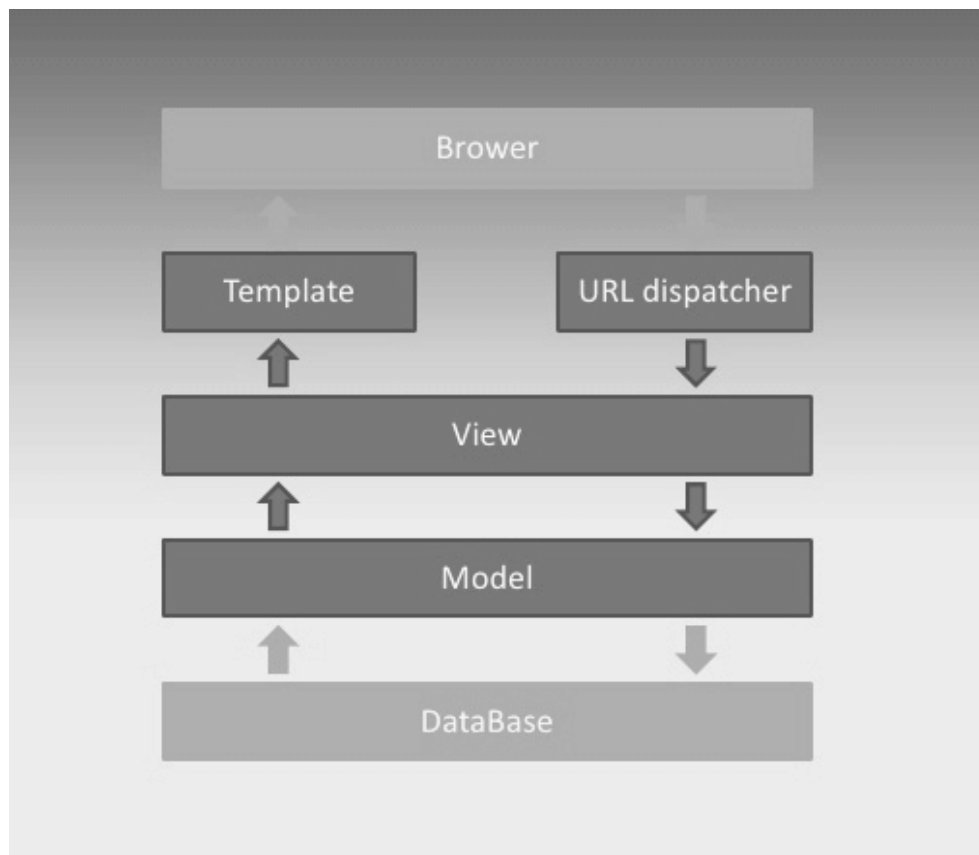 Brower
Template
URL dispatcher
View
Model
DataBase